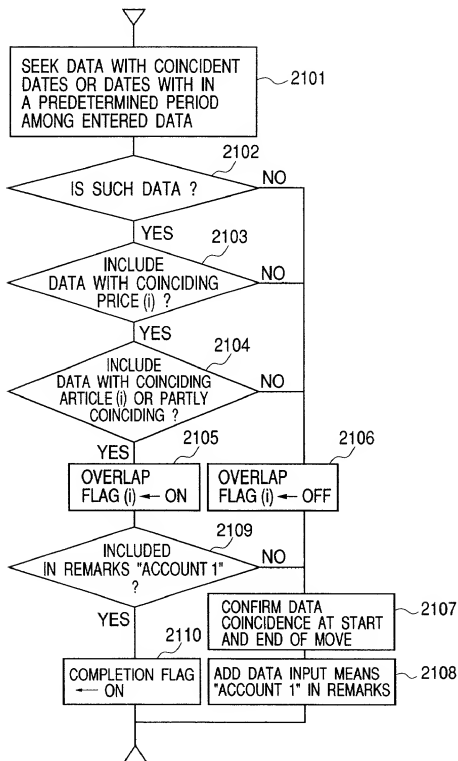 SEEK DATA WITH COINCIDENT
DATES OR DATES WITH IN
A PREDETERMINED PERIOD
AMONG ENTERED DATA
2101
2102
IS SUCH DATA ?
NO
YES
2103
INCLUDE
DATA WITH COINCIDING
PRICE (i) ?
NO
YES
2104
INCLUDE
DATA WITH COINCIDING
ARTICLE (i) OR PARTLY
COINCIDING ?
NO
YES
2105
2106
OVERLAP
FLAG (i) ← ON
OVERLAP
FLAG (i) ← OFF
2109
INCLUDED
IN REMARKS "ACCOUNT 1"
?
NO
YES
CONFIRM DATA
COINCIDENCE AT START
AND END OF MOVE
2107
2110
COMPLETION FLAG
← ON
ADD DATA INPUT MEANS
"ACCOUNT 1" IN REMARKS
2108